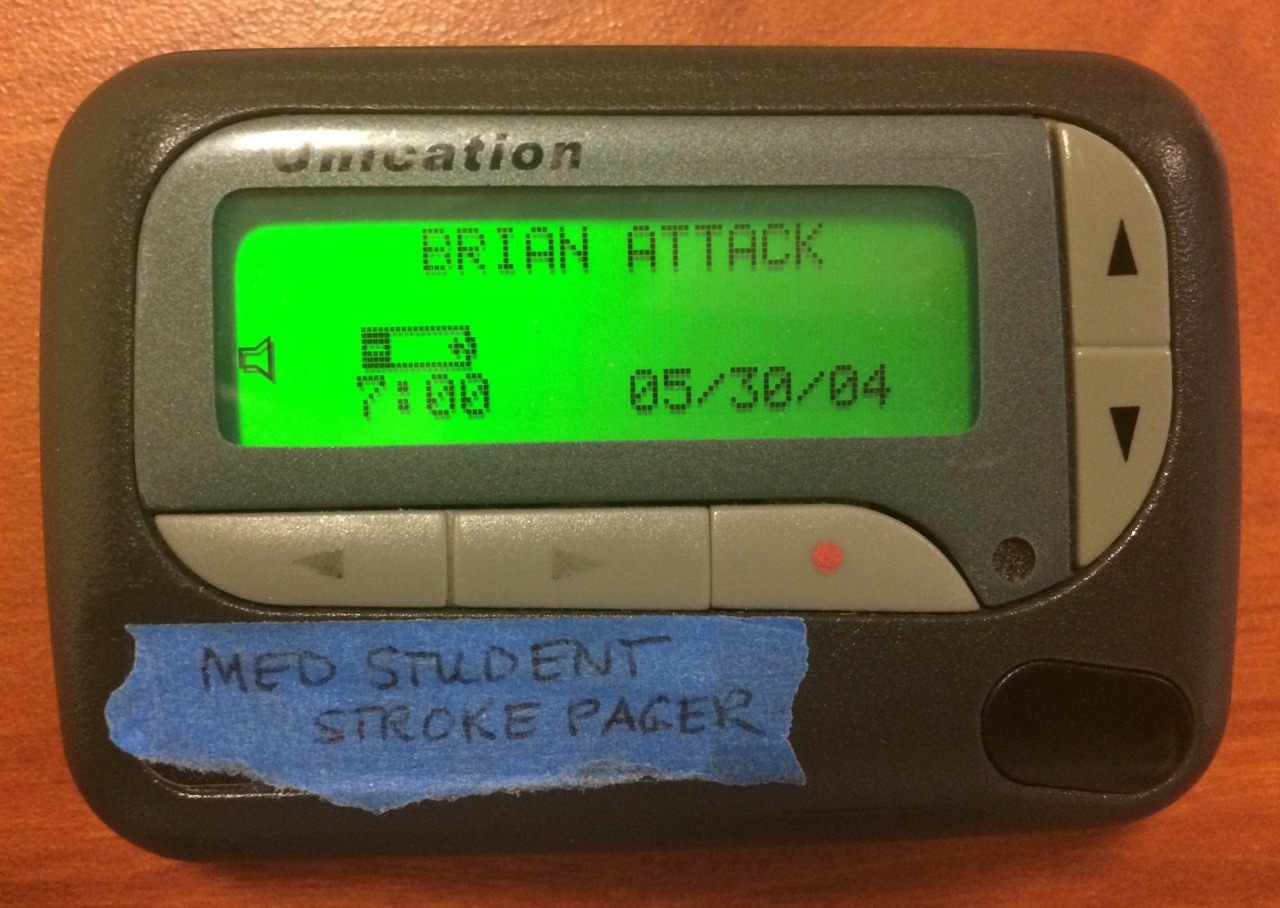 Unication
BRIAN ATTACK
7:00 05/30/04
MED STUDENT
STROKE PAGER